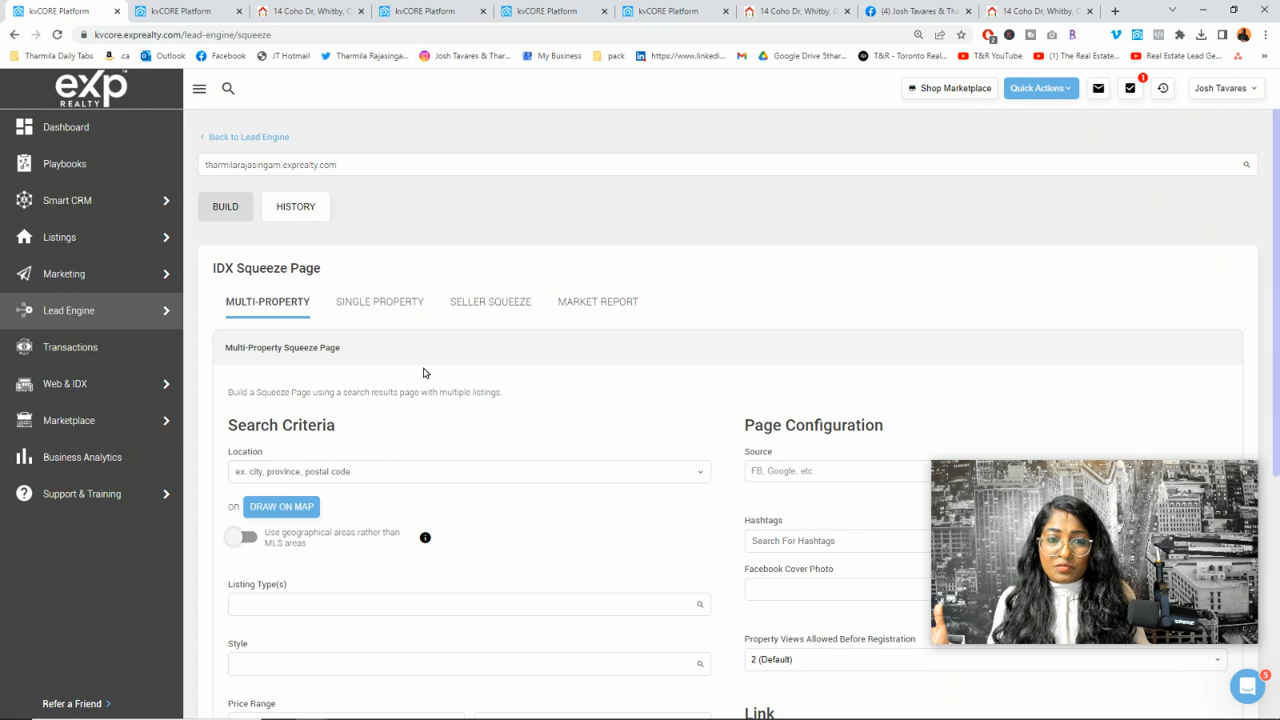 kvCORE Platform
kvCORE Platform
14 Coho Dr, Whitby, C
kvCORE Platform
kvCORE Platform
kvCORE Platform
14 Coho Dr, Whitby, C
(4) Josh Tavares & Tha
14 Coho Dr, Whitby, C
kvcore.exprealty.com/lead-engine/squeeze
Tharmila Daily Tabs
.ca
Outlook
Facebook
JT Hotmail
Tharmila Rajasinga...
Josh Tavares & Thar...
My Business
pack
https://www.linkedi...
Google Drive 5thar...
T&R - Toronto Real...
T&R YouTube
(1) The Real Estate...
Real Estate Lead Ge...
»
exp
REALTY
Shop Marketplace
Quick Actions
1
Josh Tavares
Dashboard
Playbooks
Smart CRM
Listings
Marketing
Lead Engine
Transactions
Web & IDX
Marketplace
Business Analytics
Support & Training
Refer a Friend
Back to Lead Engine
tharmilarajasingam.exprealty.com
BUILD
HISTORY
IDX Squeeze Page
MULTI-PROPERTY
SINGLE PROPERTY
SELLER SQUEEZE
MARKET REPORT
Multi-Property Squeeze Page
Build a Squeeze Page using a search results page with multiple listings.
Search Criteria
Location
ex. city, province, postal code
OR
DRAW ON MAP
Use geographical areas rather than
MLS areas
Listing Type(s)
Style
Price Range
Page Configuration
Source
FB, Google, etc
Hashtags
Search For Hashtags
Facebook Cover Photo
Property Views Allowed Before Registration
2 (Default)
Link
5